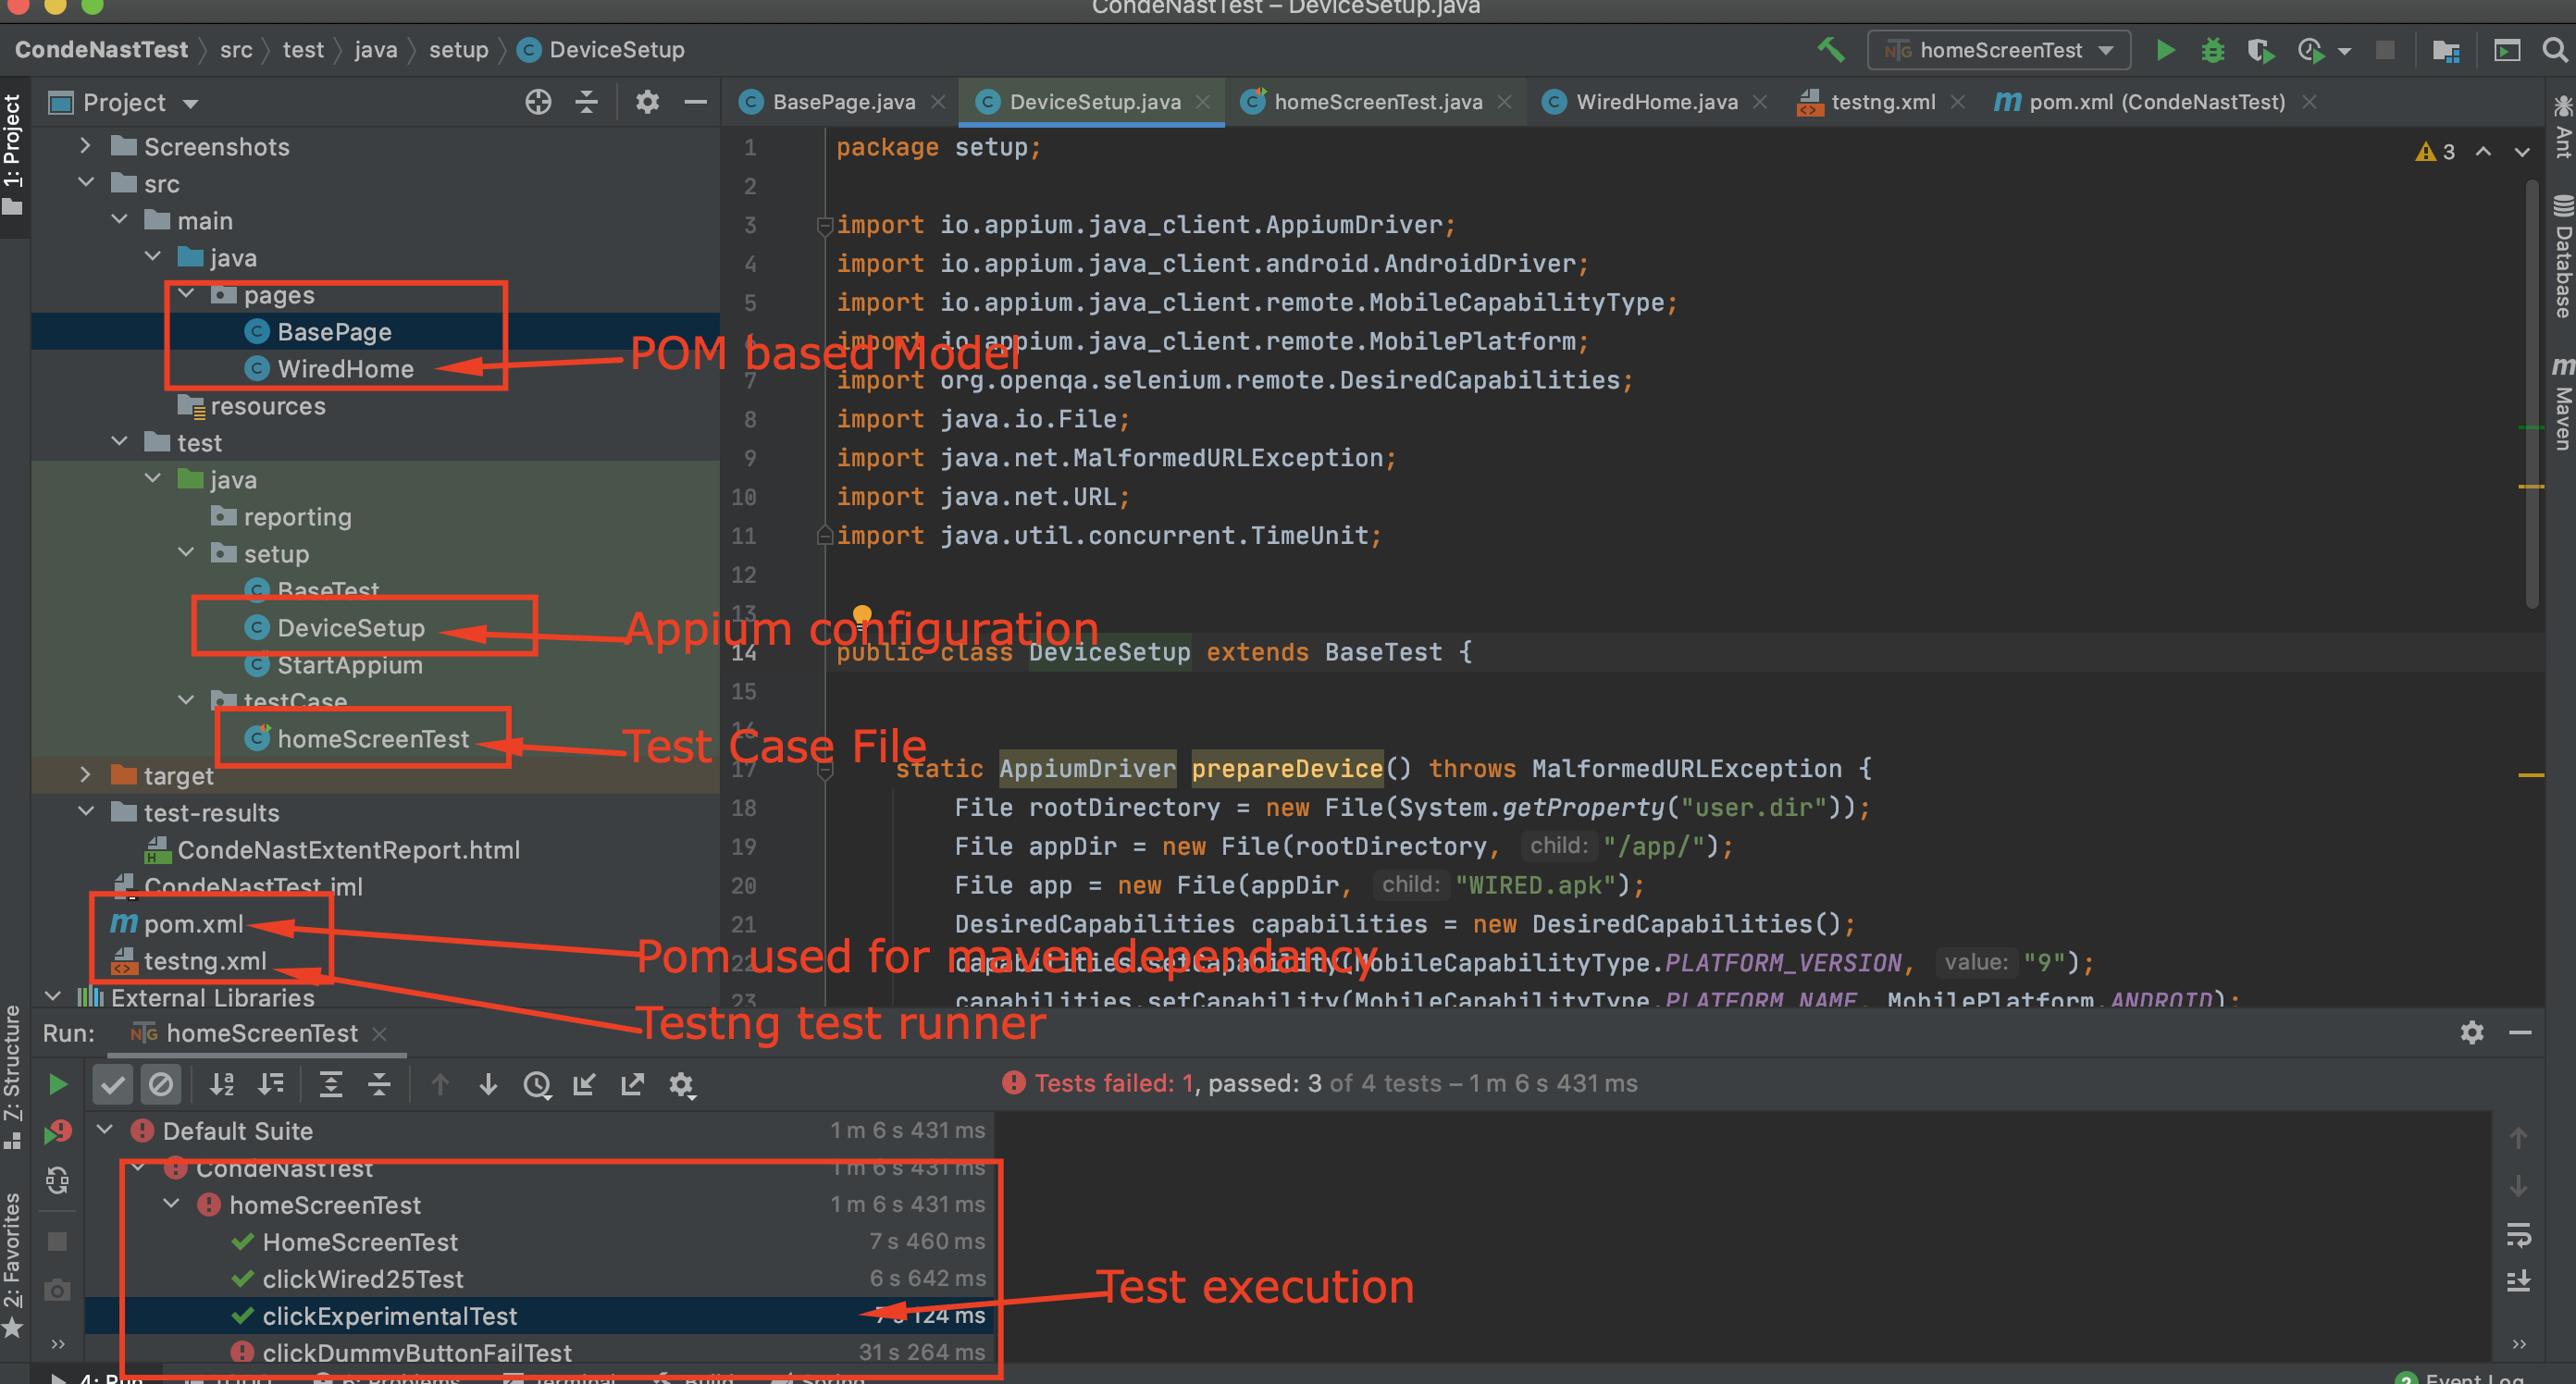 CondeNastTest – DeviceSetup.java
CondeNastTest src test java setup DeviceSetup
homeScreenTest
1: Project
Project
BasePage.java DeviceSetup.java homeScreenTest.java WiredHome.java testng.xml pom.xml (CondeNastTest)
Screenshots
src
main
java
pages
BasePage
WiredHome
resources
test
java
reporting
setup
BaseTest
DeviceSetup
StartAppium
testCase
homeScreenTest
target
test-results
CondeNastExtentReport.html
CondeNastTest.iml
pom.xml
testng.xml
External Libraries
POM based Model
Appium configuration
Test Case File
Pom used for maven dependancy
Testng test runner
3
1 package setup;
2
3 import io.appium.java_client.AppiumDriver;
4 import io.appium.java_client.android.AndroidDriver;
5 import io.appium.java_client.remote.MobileCapabilityType;
6 import io.appium.java_client.remote.MobilePlatform;
7 import org.openqa.selenium.remote.DesiredCapabilities;
8 import java.io.File;
9 import java.net.MalformedURLException;
10 import java.net.URL;
11 import java.util.concurrent.TimeUnit;
12
13
14 public class DeviceSetup extends BaseTest {
15
16
17 static AppiumDriver prepareDevice() throws MalformedURLException {
18 File rootDirectory = new File(System.getProperty("user.dir"));
19 File appDir = new File(rootDirectory, child: "/app/");
20 File app = new File(appDir, child: "WIRED.apk");
21 DesiredCapabilities capabilities = new DesiredCapabilities();
22 capabilities.setCapability(MobileCapabilityType.PLATFORM_VERSION, value: "9");
23 capabilities.setCapability(MobileCapabilityType.PLATFORM_NAME, MobilePlatform.ANDROID);
Ant
Database
Maven
7: Structure
2: Favorites
Run: homeScreenTest
Tests failed: 1, passed: 3 of 4 tests – 1 m 6 s 431 ms
Default Suite 1 m 6 s 431 ms
CondeNastTest 1 m 6 s 431 ms
homeScreenTest 1 m 6 s 431 ms
HomeScreenTest 7 s 460 ms
clickWired25Test 6 s 642 ms
clickExperimentalTest 7 s 124 ms
clickDummyButtonFailTest 31 s 264 ms
Test execution
4: Run TODO 6: Problems Terminal Build Spring
2 Event Log